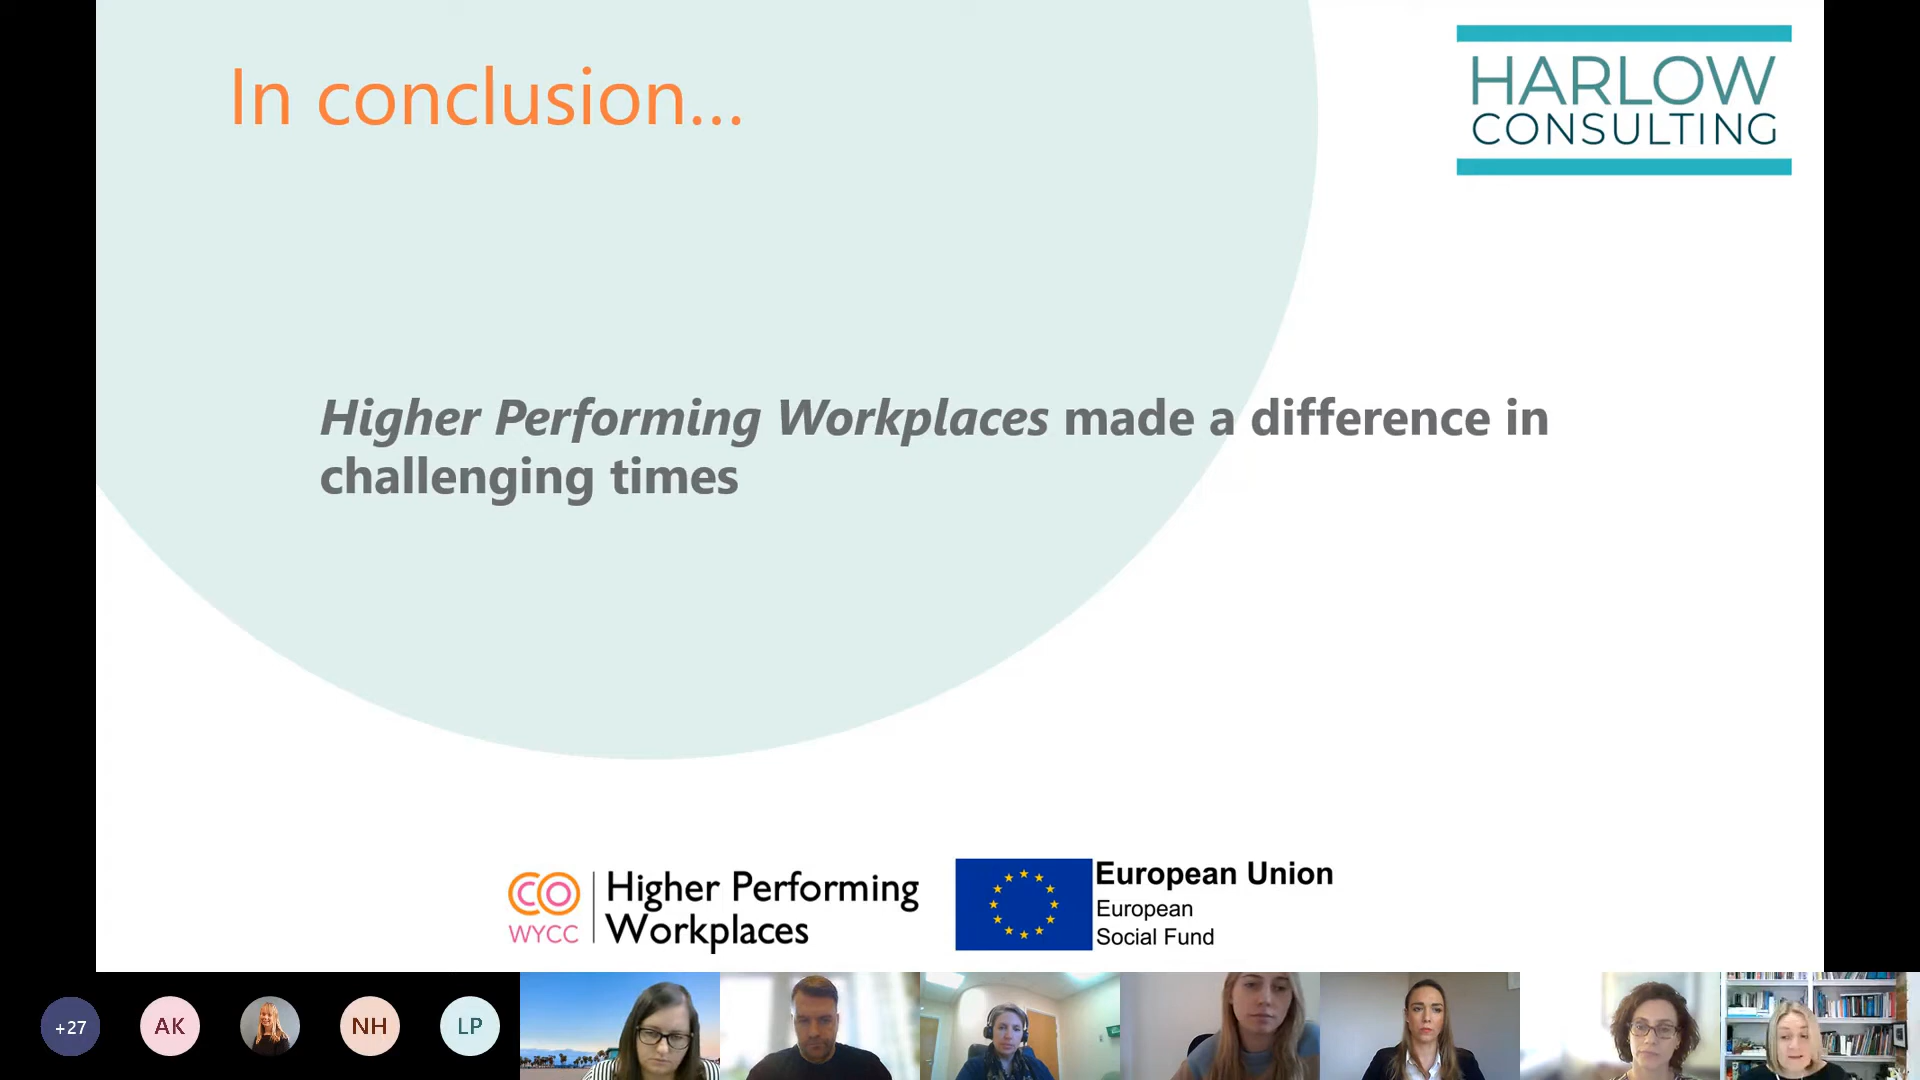 In conclusion...
HARLOW
CONSULTING
Higher Performing Workplaces made a difference in
challenging times
CO
WYCC
Higher Performing
Workplaces
European Union
European
Social Fund
+27
AK
NH
LP